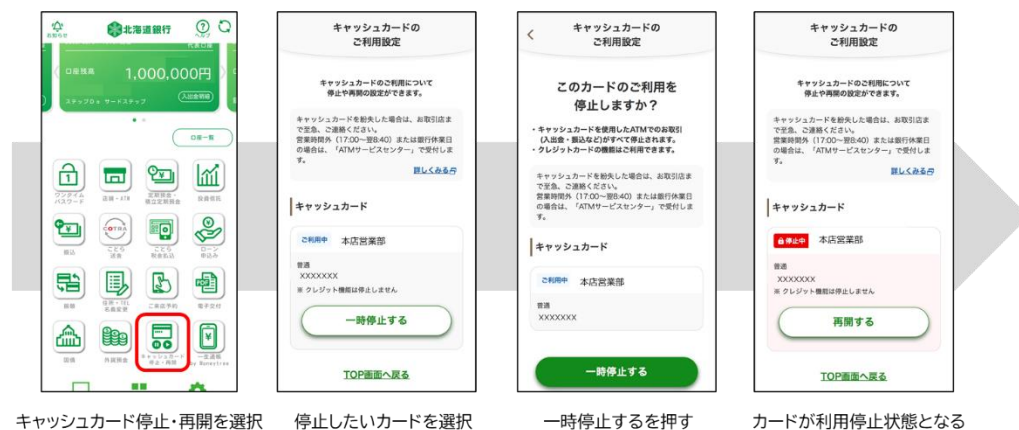 お知らせ
北海道銀行
ヘルプ
代表口座
口座残高
1,000,000円
ステップDo サードステップ
入出金明細
口座一覧
ワンタイム
パスワード
店舗・ATM
定期預金・
積立定期預金
投資信託
振込
COTRA
ことら
送金
ことら
税金払込
ローン
申込み
住所・TEL
名義変更
ご来店予約
電子交付
国債
外貨預金
キャッシュカード
停止・再開
一生通帳
by Moneytree
キャッシュカード停止・再開を選択
キャッシュカードの
ご利用設定
キャッシュカードのご利用について
停止や再開の設定ができます。
キャッシュカードを紛失した場合は、お取引店ま
で至急、ご連絡ください。
営業時間外（17:00～翌8:40）または銀行休業日
の場合は、「ATMサービスセンター」で受付しま
す。
詳しくみる
キャッシュカード
ご利用中 本店営業部
普通
XXXXXXX
※ クレジット機能は停止しません
一時停止する
TOP画面へ戻る
停止したいカードを選択
キャッシュカードの
ご利用設定
このカードのご利用を
停止しますか？
・キャッシュカードを使用したATMでのお取引
（入出金・振込など)がすべて停止されます。
・クレジットカードの機能はご利用できます。
キャッシュカードを紛失した場合は、お取引店ま
で至急、ご連絡ください。
営業時間外（17:00～翌8:40）または銀行休業日
の場合は、「ATMサービスセンター」で受付しま
す。
キャッシュカード
ご利用中 本店営業部
普通
XXXXXXX
一時停止する
一時停止するを押す
キャッシュカードの
ご利用設定
キャッシュカードのご利用について
停止や再開の設定ができます。
キャッシュカードを紛失した場合は、お取引店ま
で至急、ご連絡ください。
営業時間外（17:00～翌8:40）または銀行休業日
の場合は、「ATMサービスセンター」で受付しま
す。
詳しくみる
キャッシュカード
停止中 本店営業部
普通
XXXXXXX
※ クレジット機能は停止しません
再開する
TOP画面へ戻る
カードが利用停止状態となる